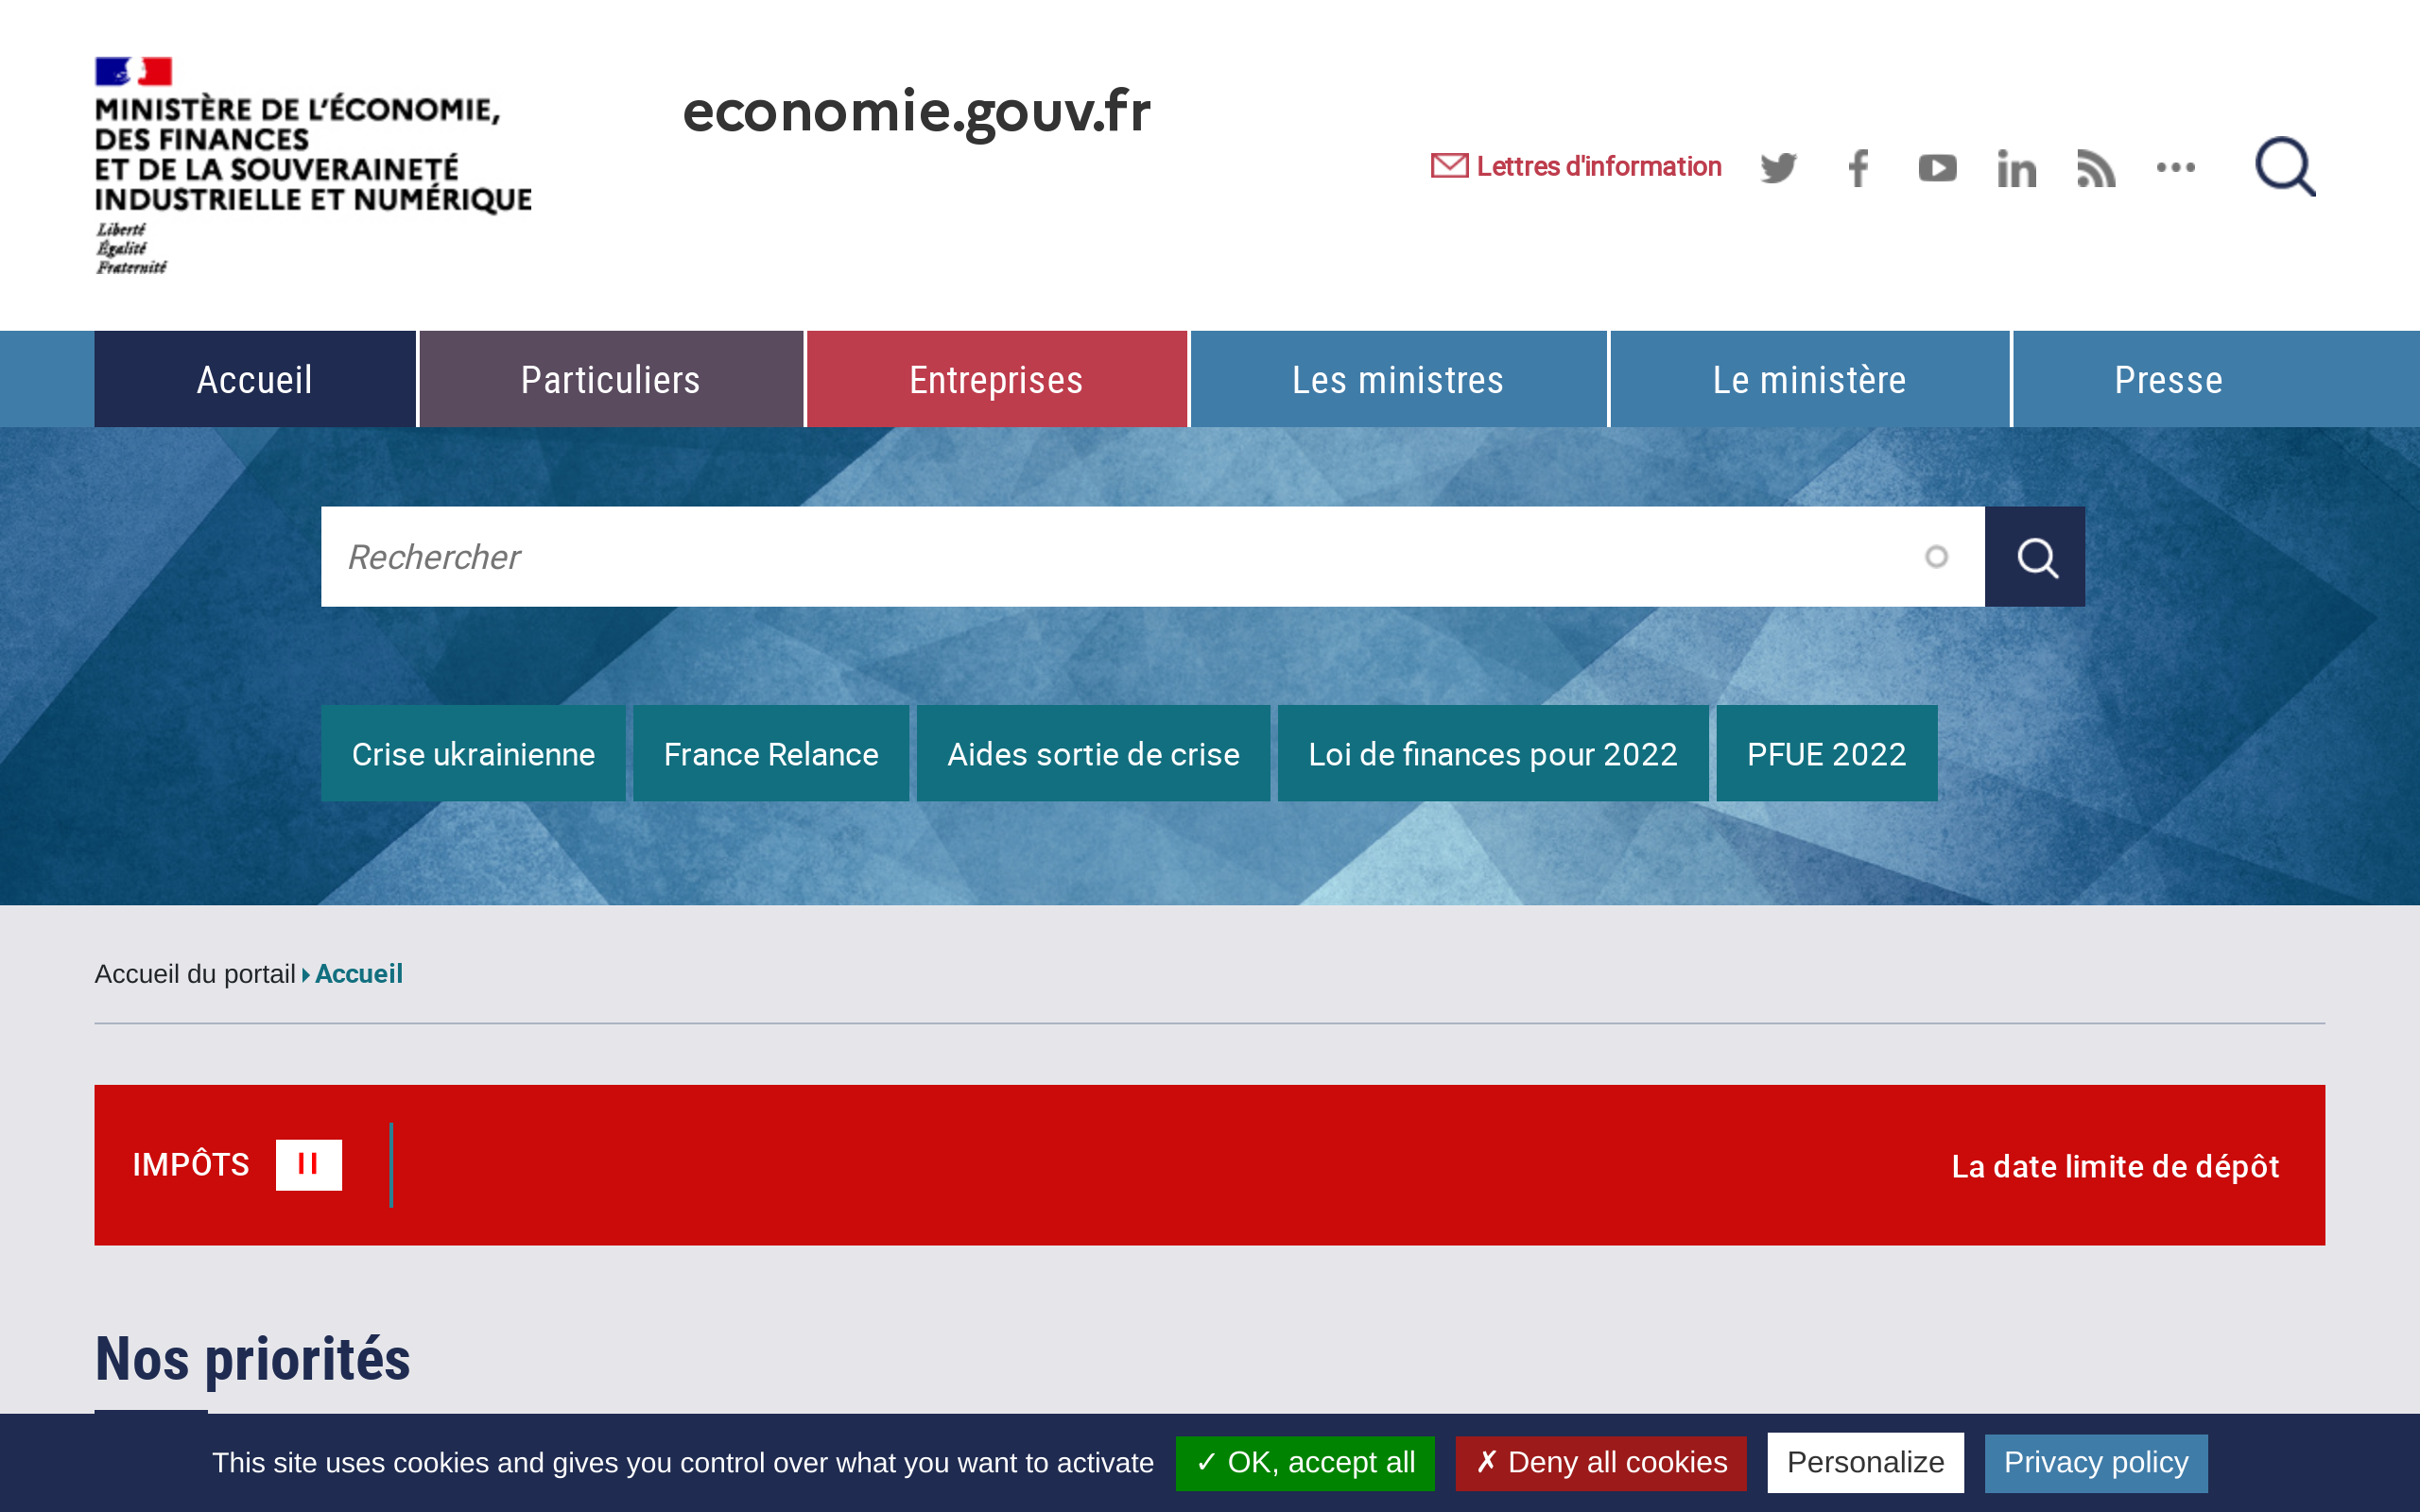 MINISTÈRE DE L'ÉCONOMIE,
DES FINANCES
ET DE LA SOUVERAINETÉ
INDUSTRIELLE ET NUMÉRIQUE
Liberté
Égalité
Fraternité
economie.gouv.fr
Lettres d'information
Accueil
Particuliers
Entreprises
Les ministres
Le ministère
Presse
Rechercher
Crise ukrainienne
France Relance
Aides sortie de crise
Loi de finances pour 2022
PFUE 2022
Accueil du portail
Accueil
IMPÔTS
La date limite de dépôt
Nos priorités
This site uses cookies and gives you control over what you want to activate
✓ OK, accept all
✗ Deny all cookies
Personalize
Privacy policy